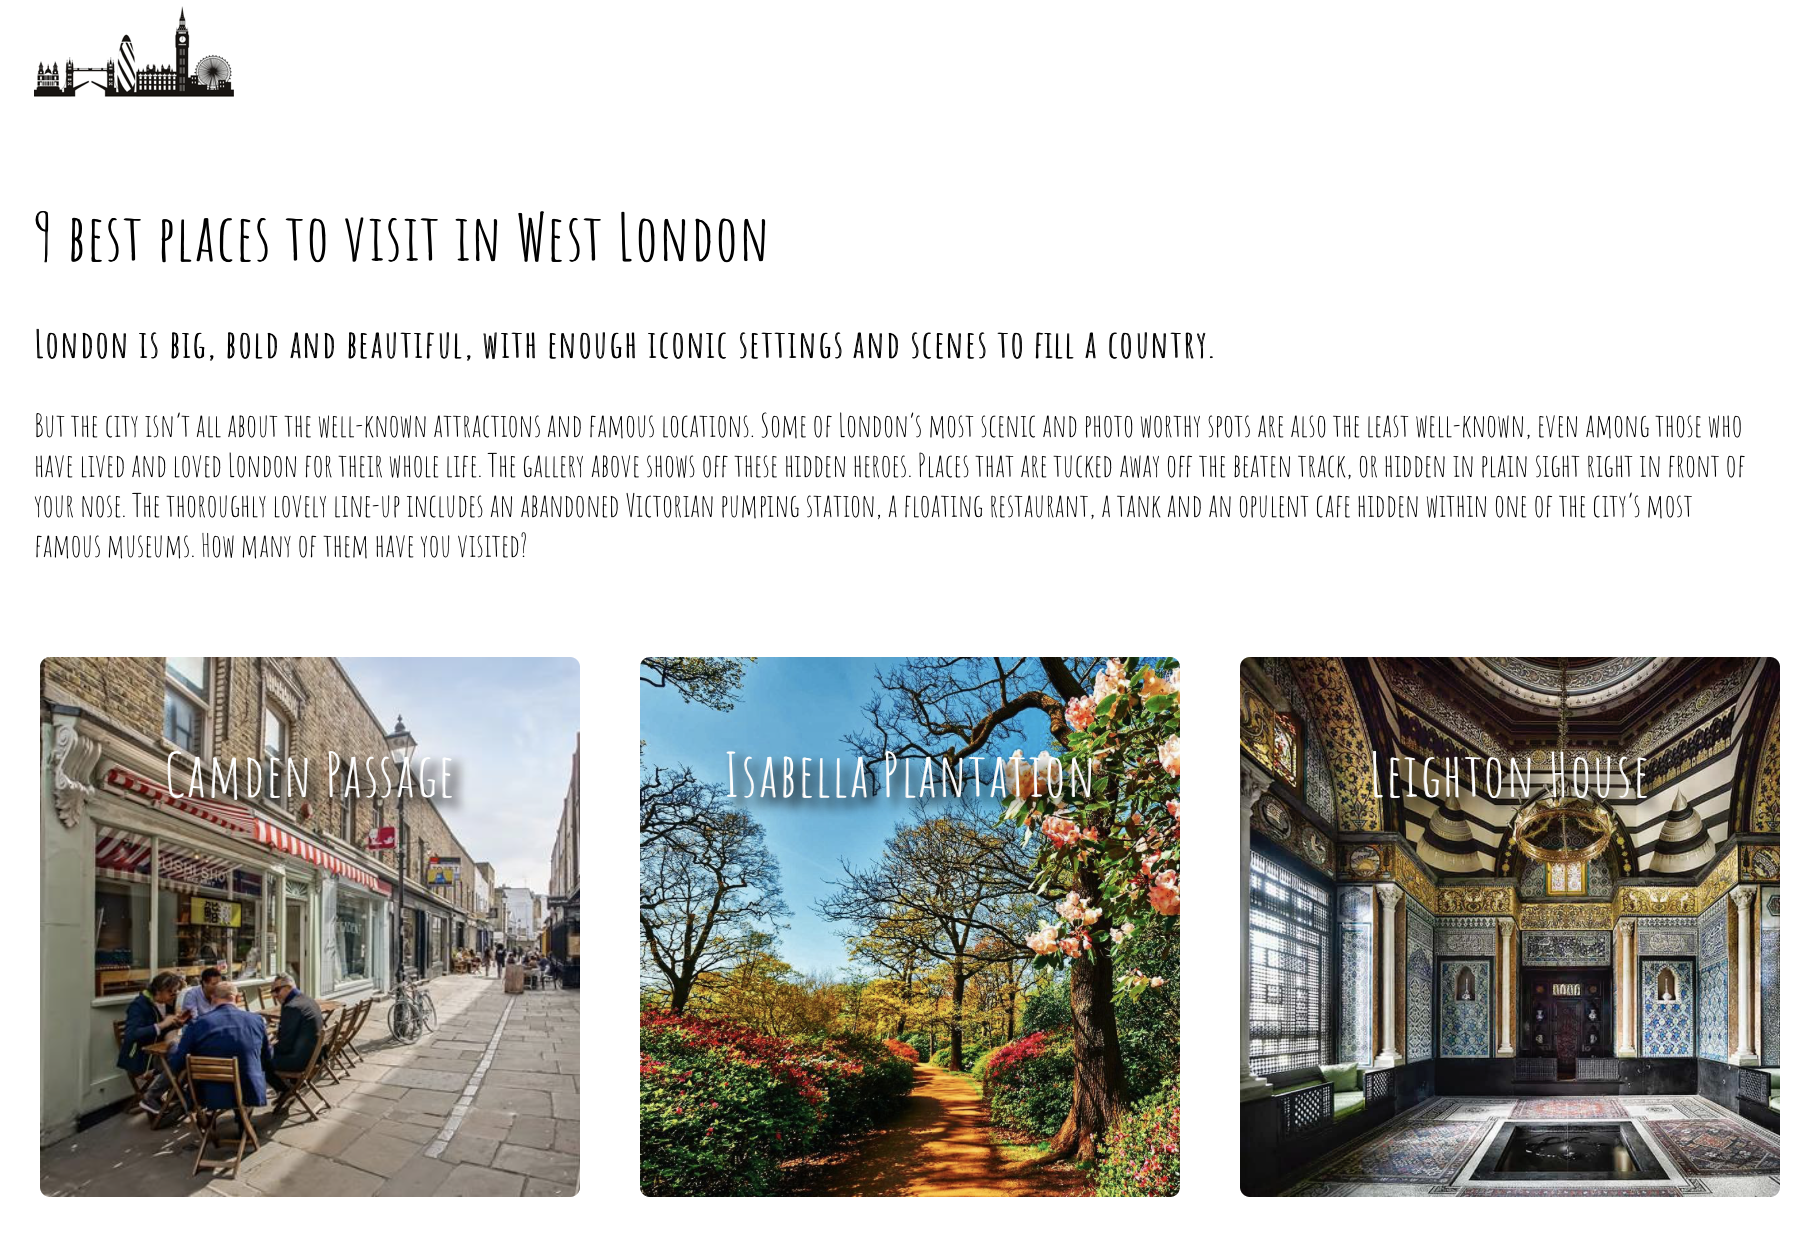 9 best places to visit in West London
London is big, bold and beautiful, with enough iconic settings and scenes to fill a country.
But the city isn’t all about the well-known attractions and famous locations. Some of London’s most scenic and photo worthy spots are also the least well-known, even among those who
have lived and loved London for their whole life. The gallery above shows off these hidden heroes. Places that are tucked away off the beaten track, or hidden in plain sight right in front of
your nose. The thoroughly lovely line-up includes an abandoned Victorian pumping station, a floating restaurant, a tank and an opulent cafe hidden within one of the city’s most
famous museums. How many of them have you visited?
Camden Passage
Isabella Plantation
Leighton House